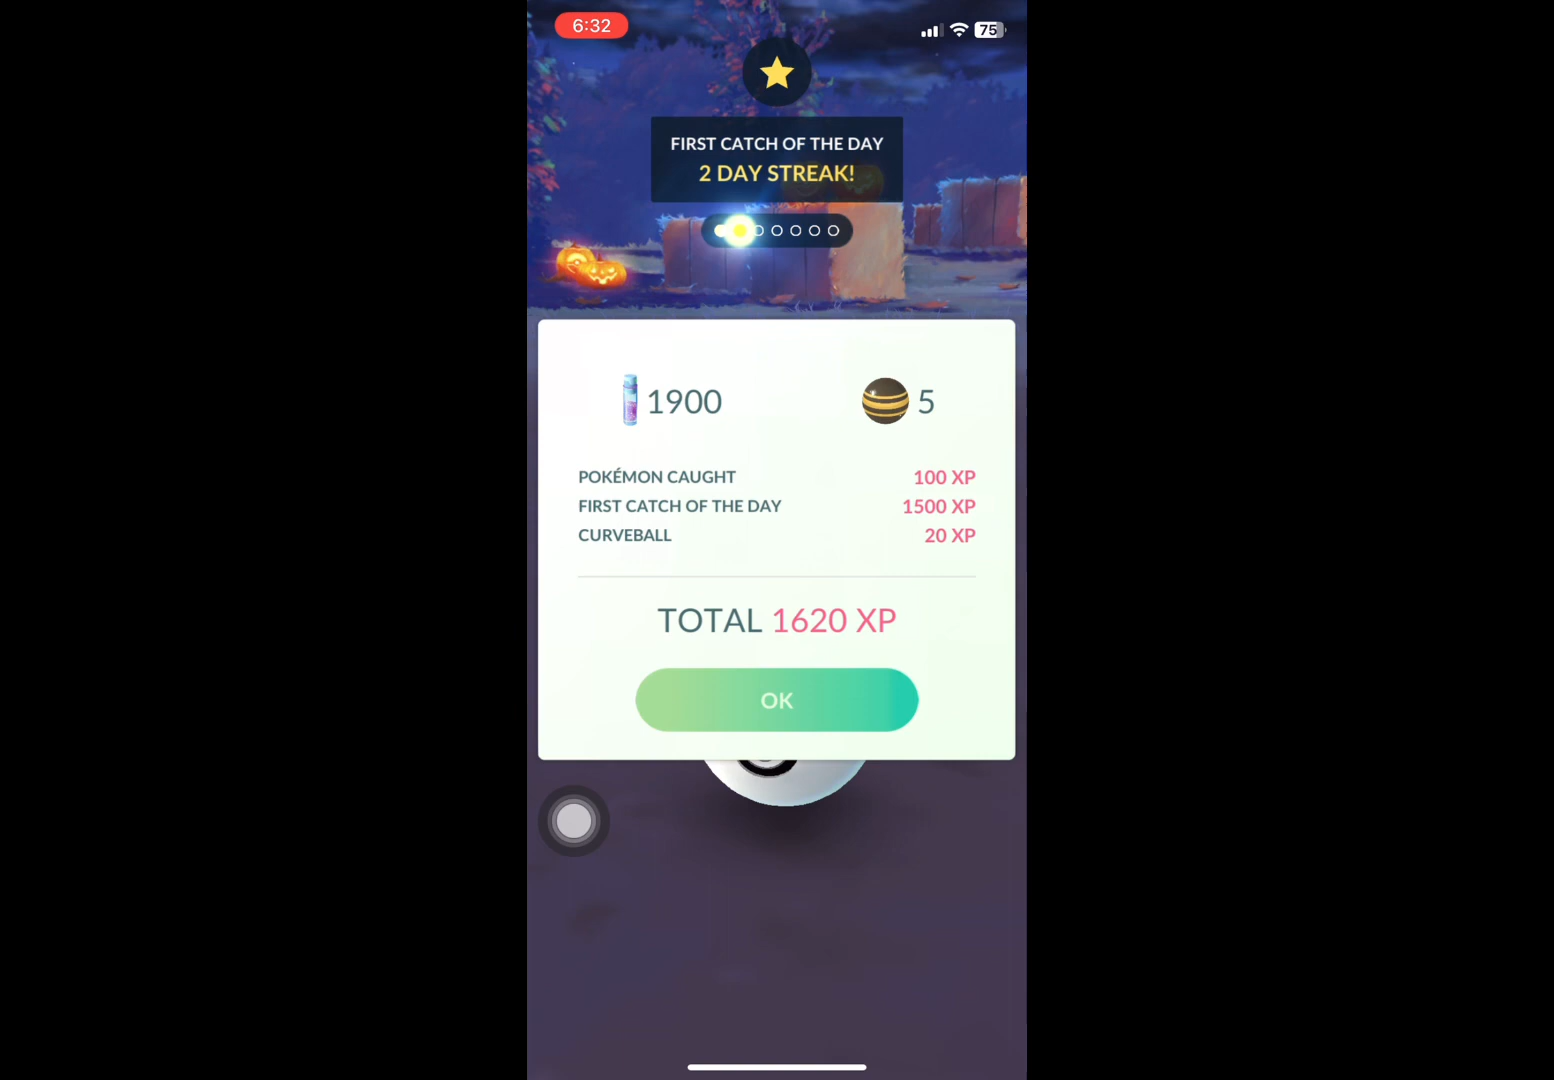 6:32
75
FIRST CATCH OF THE DAY
2 DAY STREAK!
1900
5
POKÉMON CAUGHT 100 XP
FIRST CATCH OF THE DAY 1500 XP
CURVEBALL 20 XP
TOTAL 1620 XP
OK